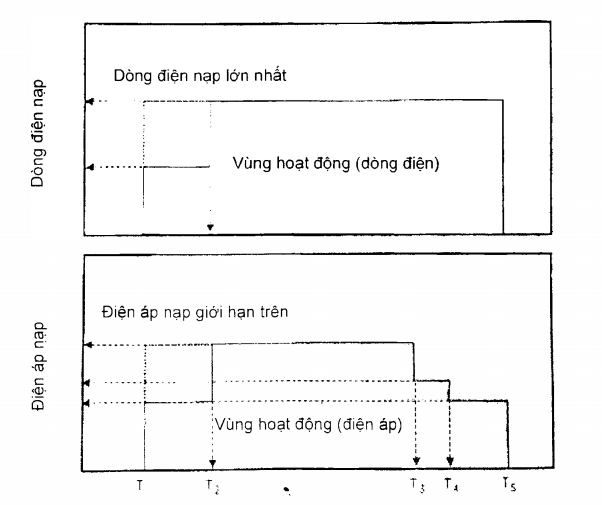 Dòng điện nạp
Dòng điện nạp lớn nhất
Vùng hoạt động (dòng điện)
Điện áp nạp
Điện áp nạp giới hạn trên
Vùng hoạt động (điện áp)
T T₂ T₃ T₄ T₅